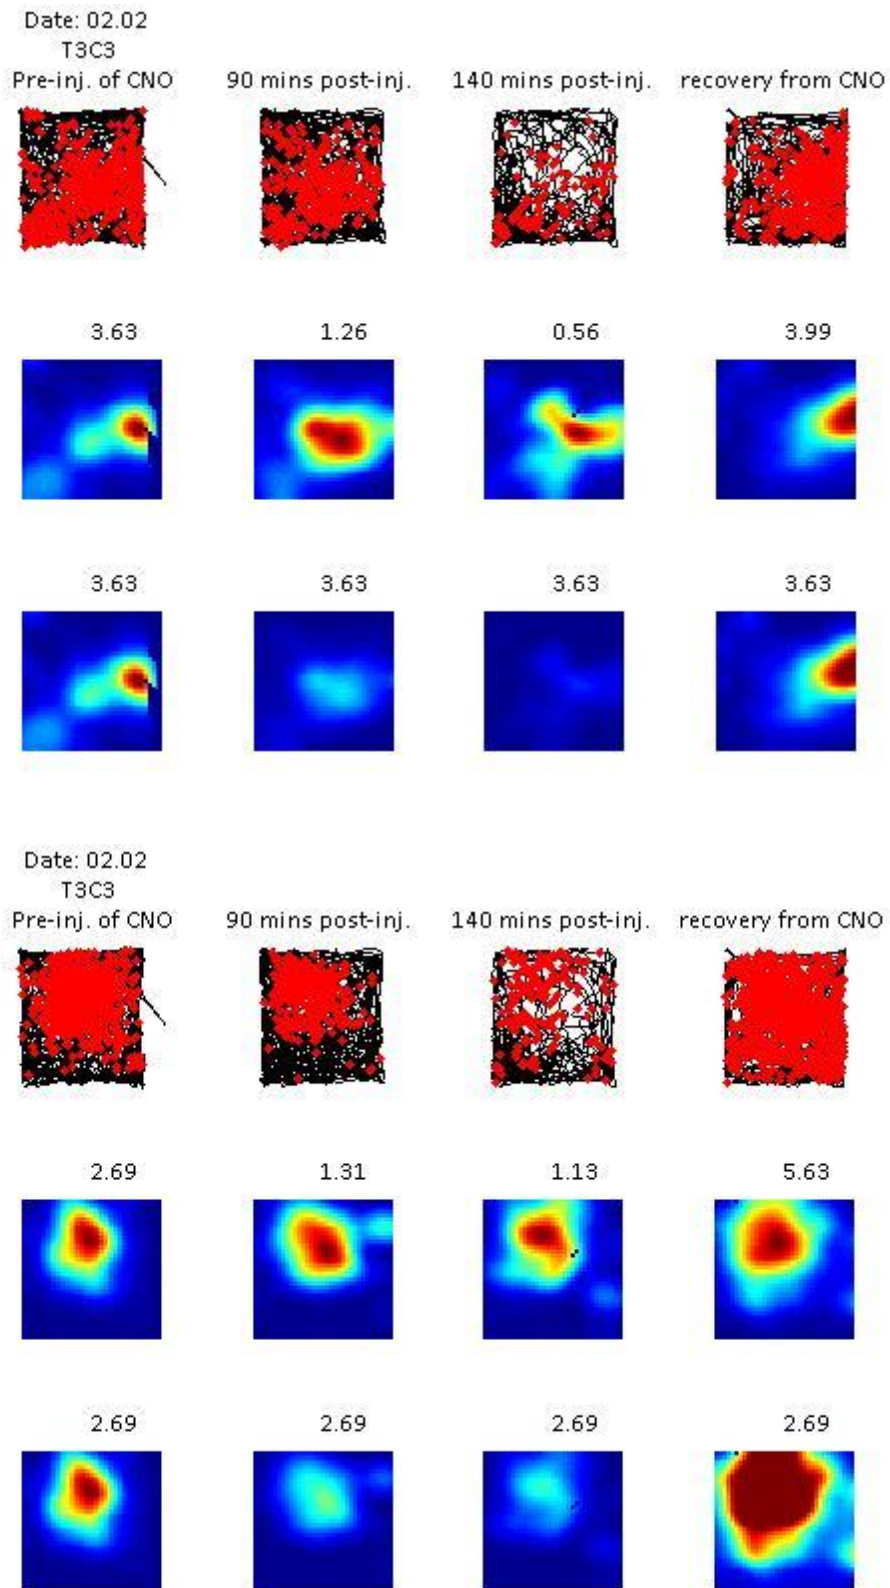 Date: 02.02
T3C3
Pre-inj. of CNO 90 mins post-inj. 140 mins post-inj. recovery from CNO
3.63 1.26 0.56 3.99
3.63 3.63 3.63 3.63
Date: 02.02
T3C3
Pre-inj. of CNO 90 mins post-inj. 140 mins post-inj. recovery from CNO
2.69 1.31 1.13 5.63
2.69 2.69 2.69 2.69